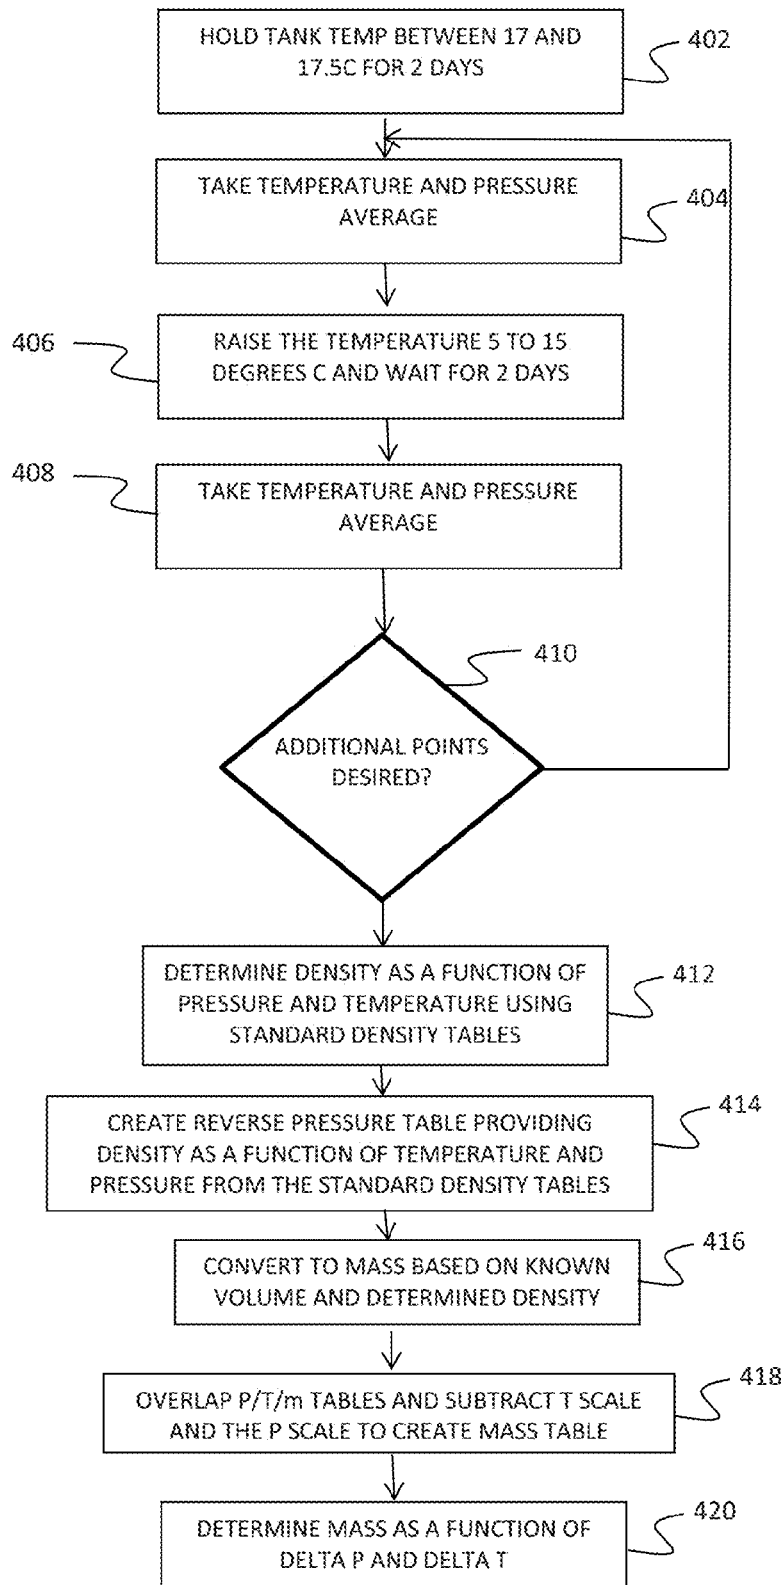 HOLD TANK TEMP BETWEEN 17 AND
17.5C FOR 2 DAYS
402
TAKE TEMPERATURE AND PRESSURE
AVERAGE
404
RAISE THE TEMPERATURE 5 TO 15
DEGREES C AND WAIT FOR 2 DAYS
406
TAKE TEMPERATURE AND PRESSURE
AVERAGE
408
ADDITIONAL POINTS
DESIRED?
410
DETERMINE DENSITY AS A FUNCTION OF
PRESSURE AND TEMPERATURE USING
STANDARD DENSITY TABLES
412
CREATE REVERSE PRESSURE TABLE PROVIDING
DENSITY AS A FUNCTION OF TEMPERATURE AND
PRESSURE FROM THE STANDARD DENSITY TABLES
414
CONVERT TO MASS BASED ON KNOWN
VOLUME AND DETERMINED DENSITY
416
OVERLAP P/T/m TABLES AND SUBTRACT T SCALE
AND THE P SCALE TO CREATE MASS TABLE
418
DETERMINE MASS AS A FUNCTION OF
DELTA P AND DELTA T
420